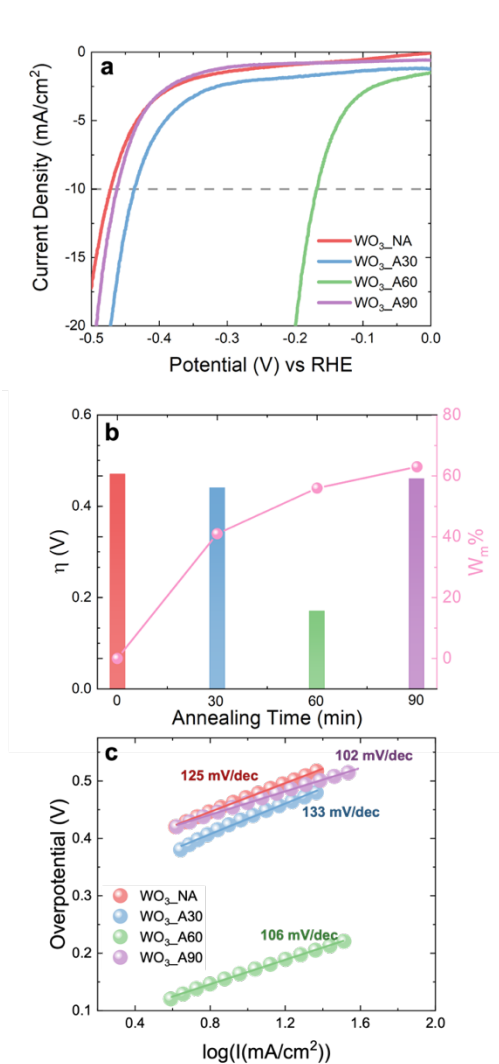 a
0
-5
-10
-15
-20
Current Density (mA/cm²)
WO₃_NA
WO₃_A30
WO₃_A60
WO₃_A90
-0.5 -0.4 -0.3 -0.2 -0.1 0.0
Potential (V) vs RHE
b
0.6
0.4
0.2
0.0
η (V)
80
60
40
20
0
Wₘ%
0 30 60 90
Annealing Time (min)
c
0.5
0.4
0.3
0.2
0.1
Overpotential (V)
102 mV/dec
125 mV/dec
133 mV/dec
WO₃_NA
WO₃_A30
WO₃_A60
WO₃_A90
106 mV/dec
0.4 0.8 1.2 1.6 2.0
log(I(mA/cm²))